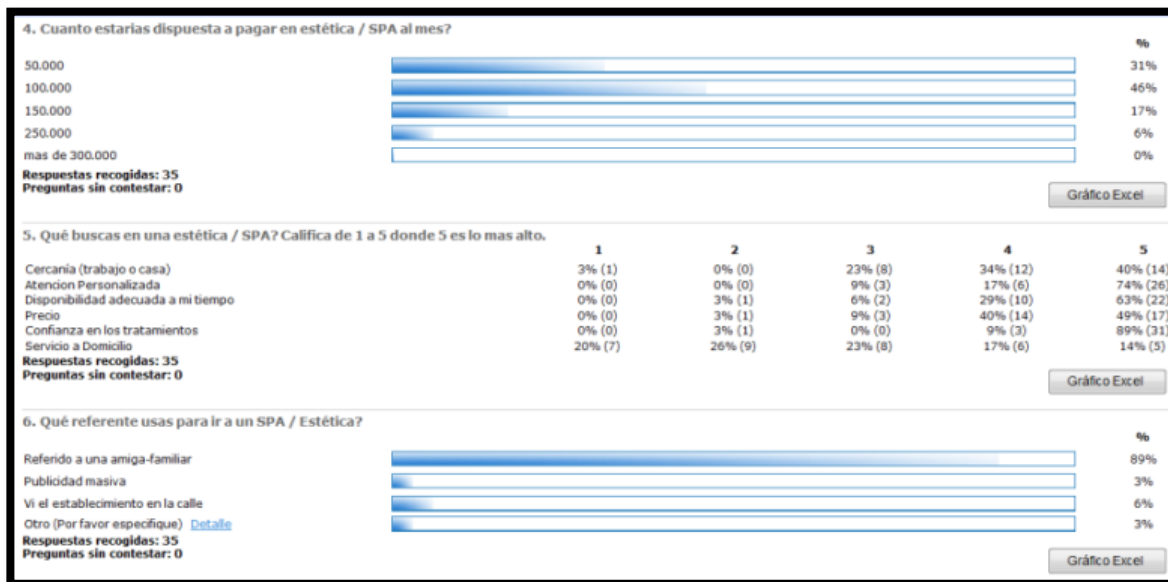 4. Cuanto estarias dispuesta a pagar en estética / SPA al mes?
%
50.000 31%
100.000 46%
150.000 17%
250.000 6%
mas de 300.000 0%
Respuestas recogidas: 35
Preguntas sin contestar: 0
Gráfico Excel
5. Qué buscas en una estética / SPA? Califica de 1 a 5 donde 5 es lo mas alto.
1 2 3 4 5
Cercanía (trabajo o casa) 3% (1) 0% (0) 23% (8) 34% (12) 40% (14)
Atencion Personalizada 0% (0) 0% (0) 9% (3) 17% (6) 74% (26)
Disponibilidad adecuada a mi tiempo 0% (0) 3% (1) 6% (2) 29% (10) 63% (22)
Precio 0% (0) 3% (1) 9% (3) 40% (14) 49% (17)
Confianza en los tratamientos 0% (0) 3% (1) 0% (0) 9% (3) 89% (31)
Servicio a Domicilio 20% (7) 26% (9) 23% (8) 17% (6) 14% (5)
Respuestas recogidas: 35
Preguntas sin contestar: 0
Gráfico Excel
6. Qué referente usas para ir a un SPA / Estética?
%
Referido a una amiga-familiar 89%
Publicidad masiva 3%
Vi el establecimiento en la calle 6%
Otro (Por favor especifique) Detalle 3%
Respuestas recogidas: 35
Preguntas sin contestar: 0
Gráfico Excel